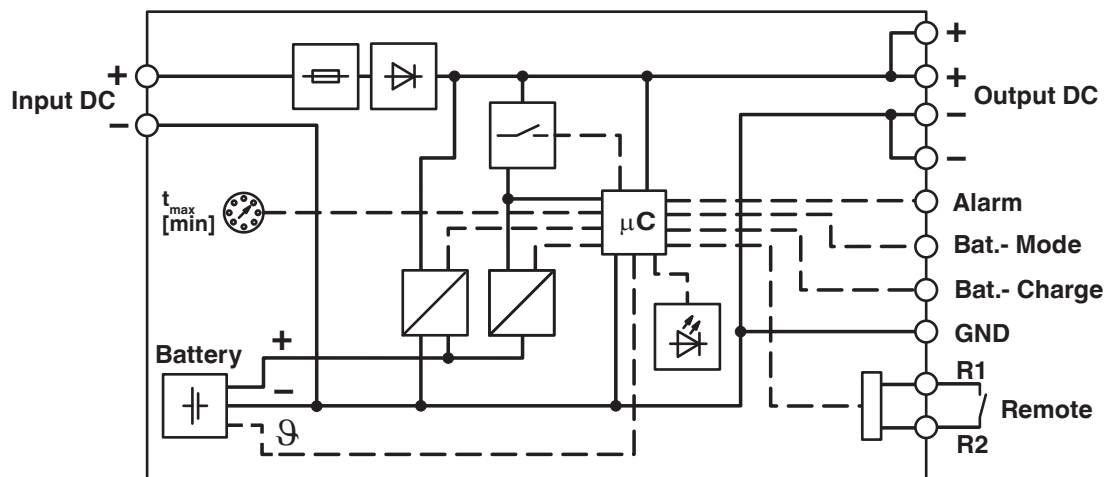 +
+
Input DC
−
+
Output DC
−
−
t max
[min]
µC
Alarm
Bat.- Mode
Bat.- Charge
GND
Battery
+
−
ϑ
R1
Remote
R2